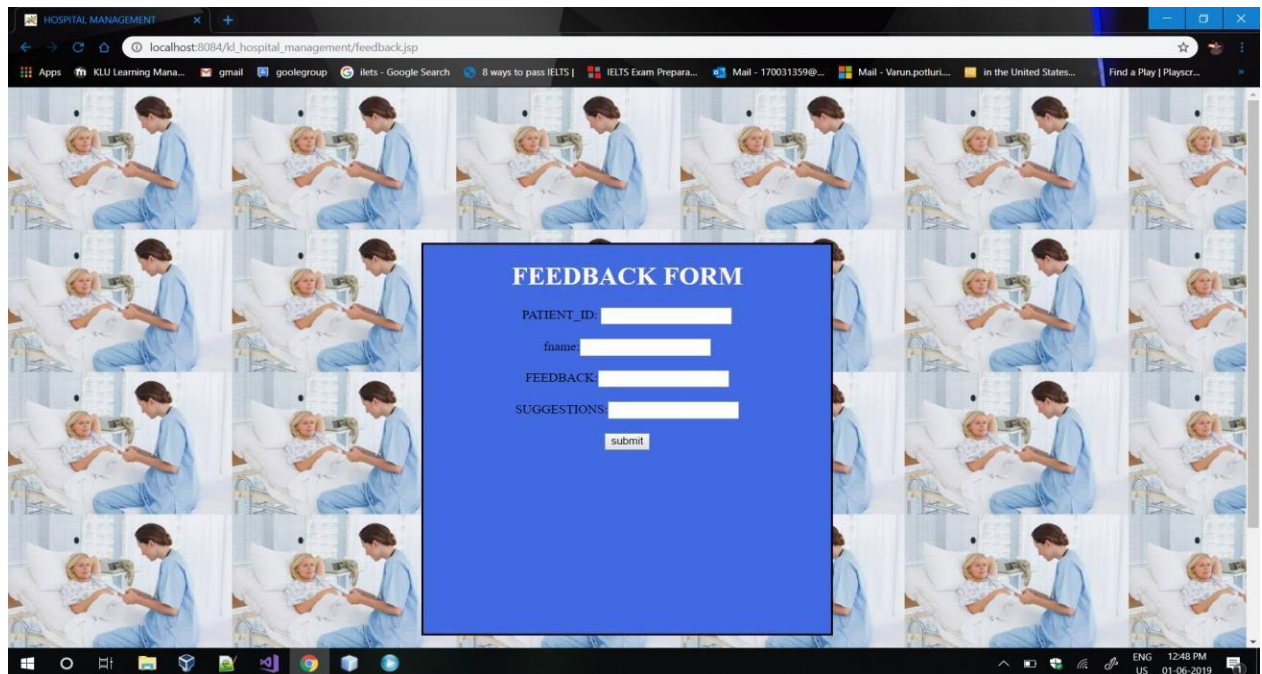 HOSPITAL MANAGEMENT
localhost:8084/kl_hospital_management/feedback.jsp
Apps KLU Learning Mana... gmail goolegroup ilets - Google Search 8 ways to pass IELTS | IELTS Exam Prepara... Mail - 170031359@... Mail - Varun.potluri... in the United States... Find a Play | Playscr...
FEEDBACK FORM
PATIENT_ID:
fname:
FEEDBACK:
SUGGESTIONS:
submit
ENG 12:48 PM
US 01-06-2019